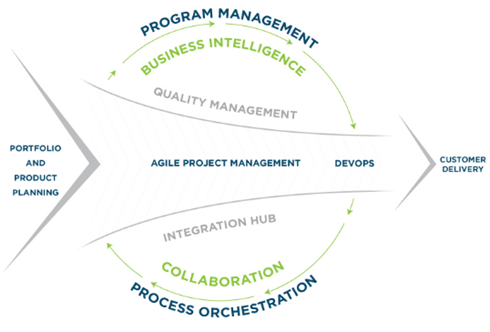 PROGRAM MANAGEMENT
BUSINESS INTELLIGENCE
QUALITY MANAGEMENT
PORTFOLIO
AND
PRODUCT
PLANNING
AGILE PROJECT MANAGEMENT
DEVOPS
CUSTOMER
DELIVERY
INTEGRATION HUB
COLLABORATION
PROCESS ORCHESTRATION